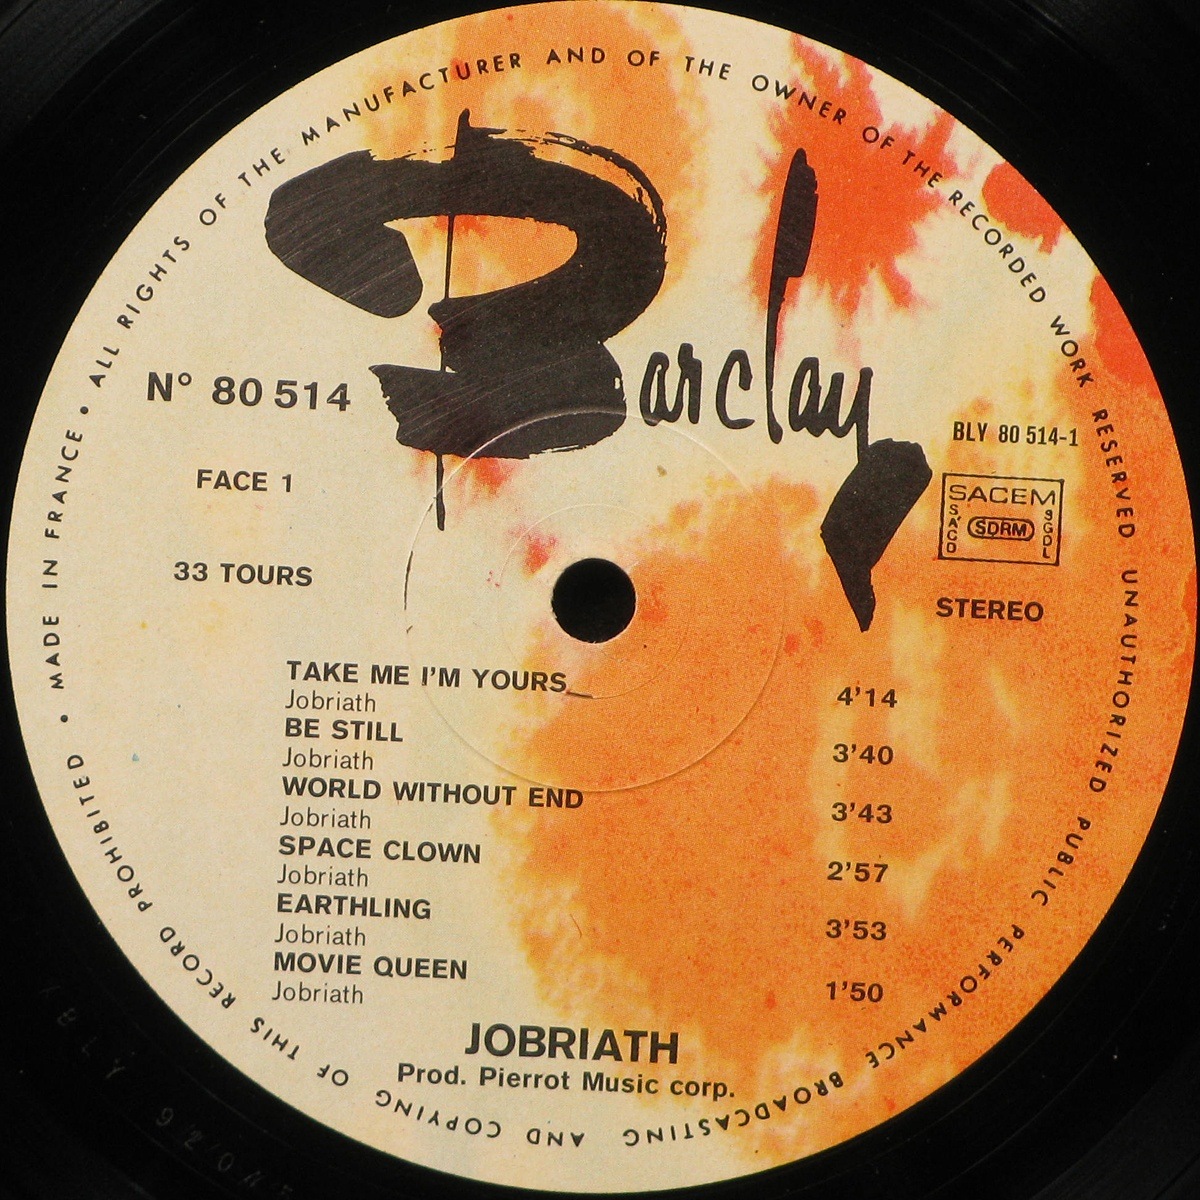 ALL RIGHTS OF THE MANUFACTURER AND OF THE OWNER OF THE RECORDED WORK RESERVED UNAUTHORIZED PUBLIC PERFORMANCE BROADCASTING AND COPYING OF THIS RECORD PROHIBITED • MADE IN FRANCE •
Barclay
N° 80 514
BLY 80 514-1
FACE 1
SACEM
SACD
SDRM
SGDL
33 TOURS
STEREO
TAKE ME I'M YOURS 4'14
Jobriath
BE STILL 3'40
Jobriath
WORLD WITHOUT END 3'43
Jobriath
SPACE CLOWN 2'57
Jobriath
EARTHLING 3'53
Jobriath
MOVIE QUEEN 1'50
Jobriath
JOBRIATH
Prod. Pierrot Music corp.